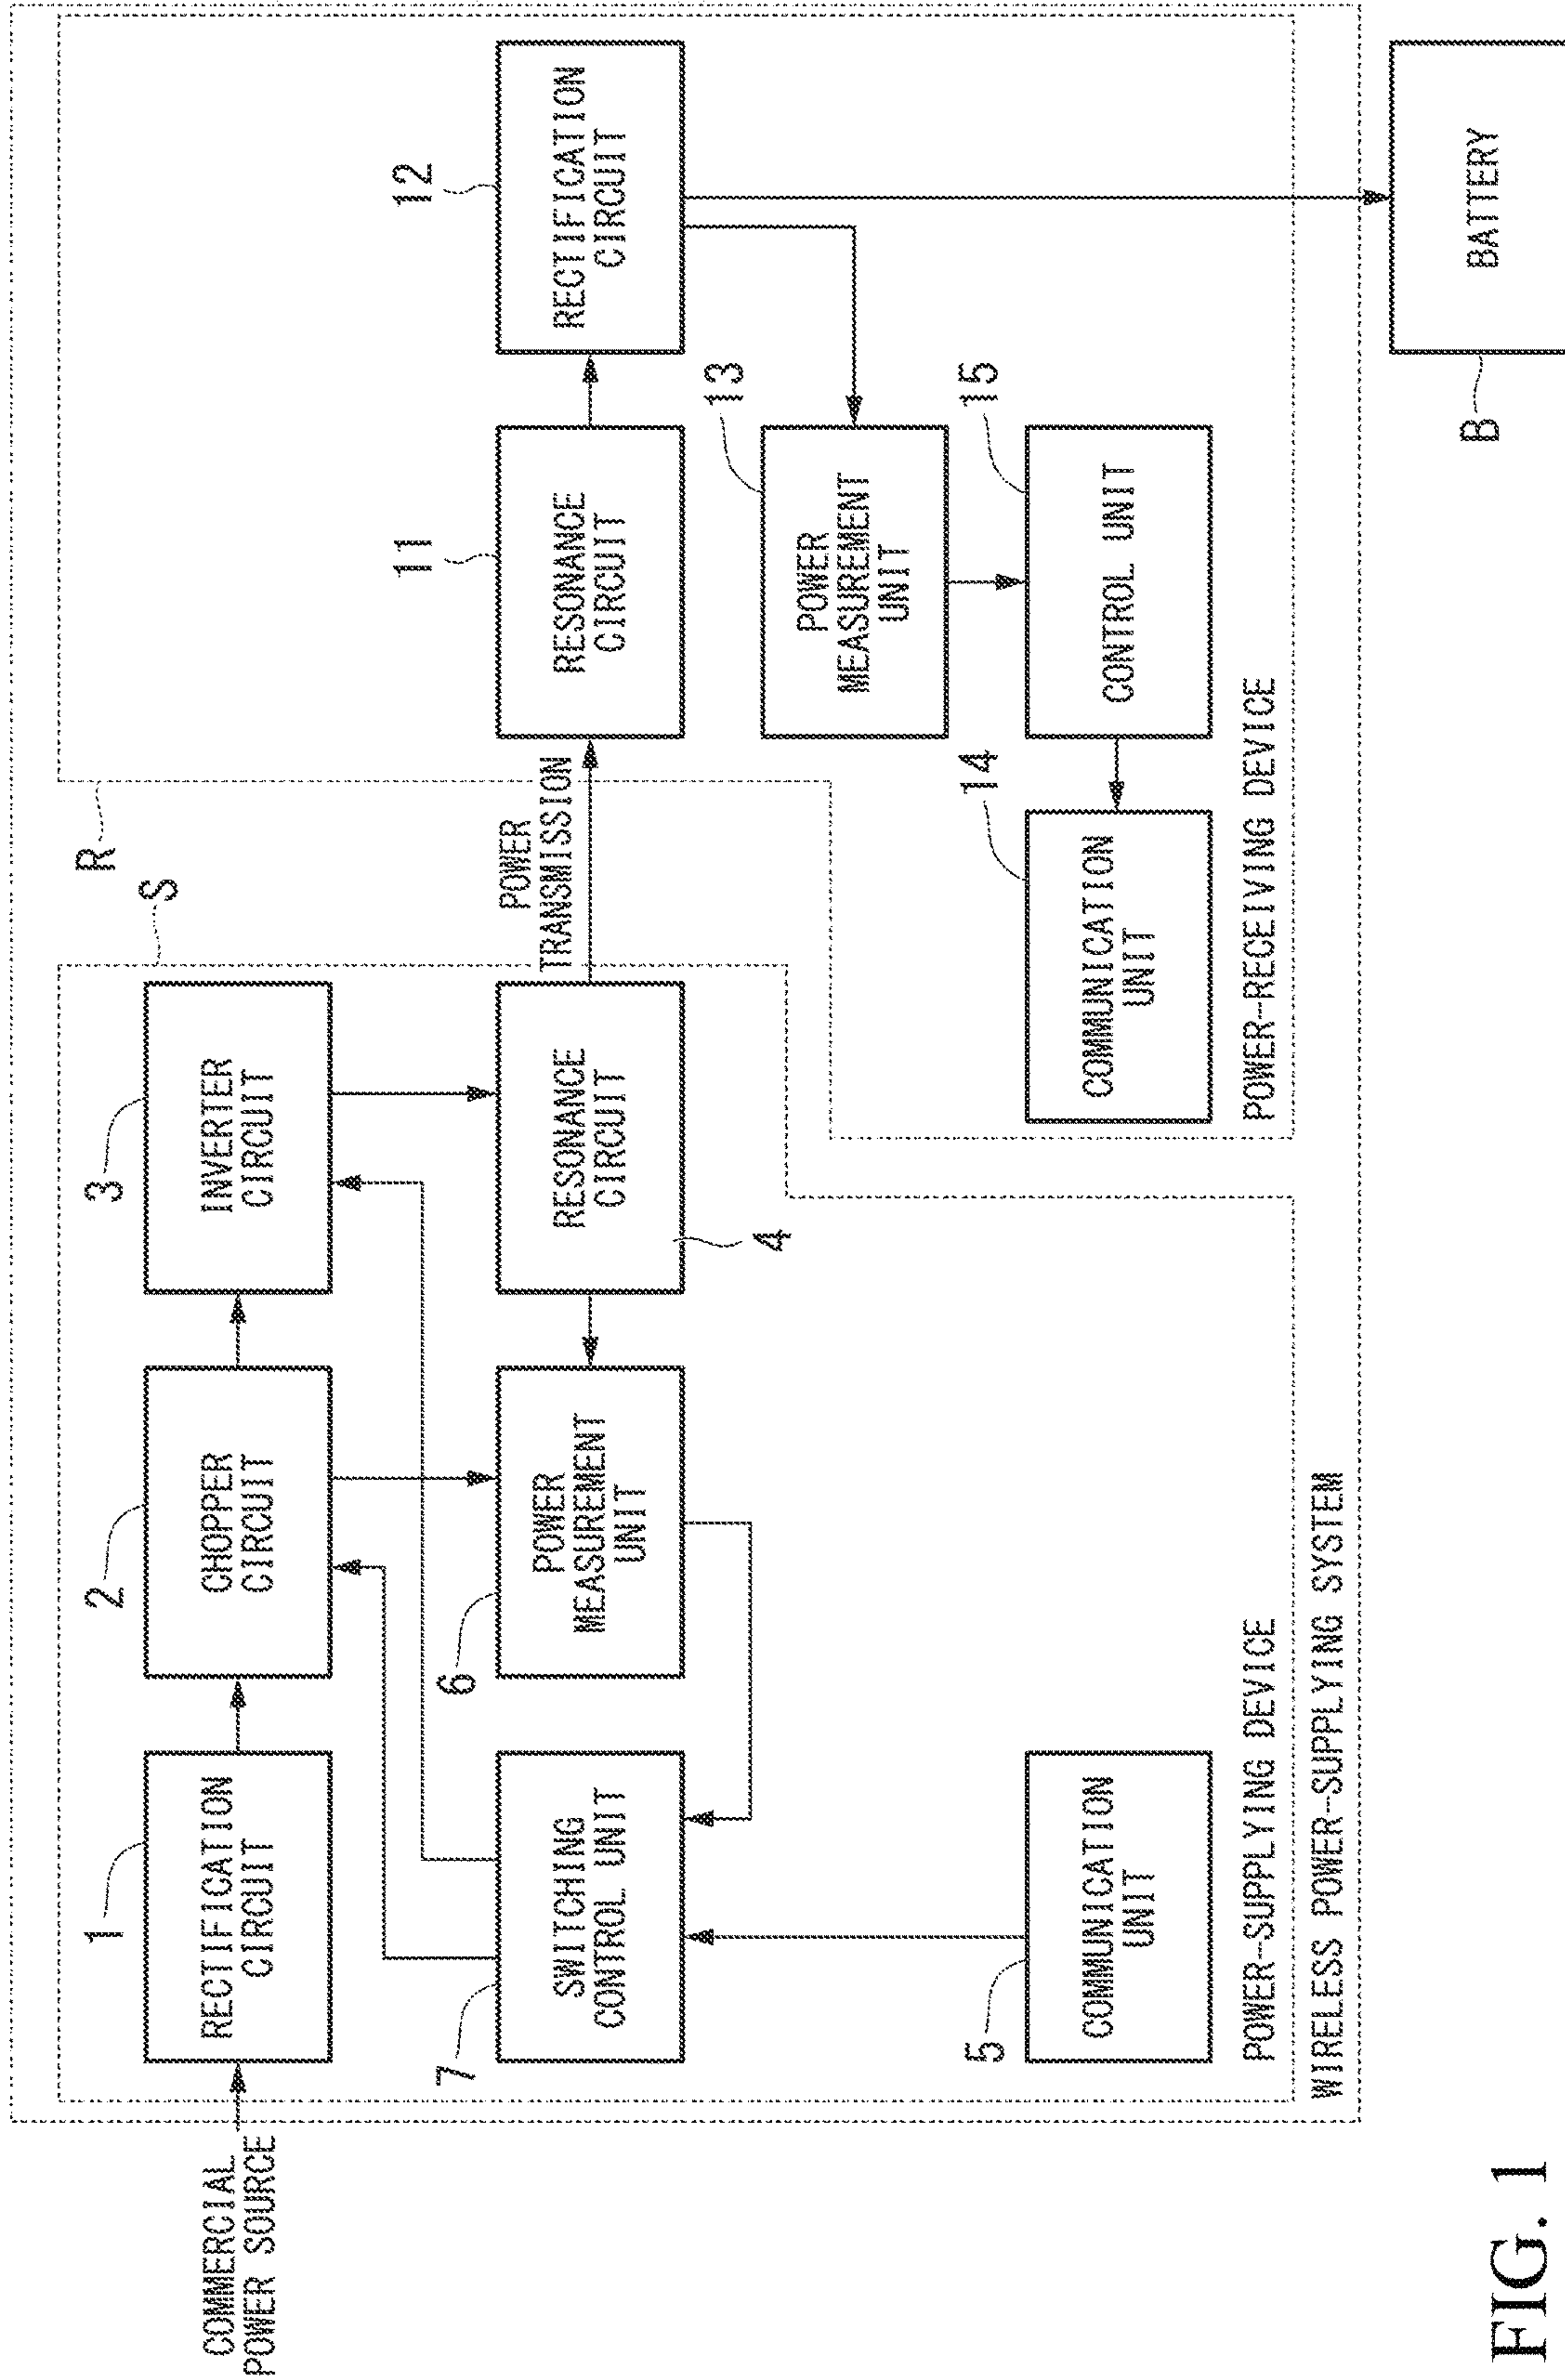 FIG. 1
COMMERCIAL
POWER SOURCE
1
RECTIFICATION
CIRCUIT
2
CHOPPER
CIRCUIT
3
INVERTER
CIRCUIT
S
R
7
SWITCHING
CONTROL UNIT
6
POWER
MEASUREMENT
UNIT
RESONANCE
CIRCUIT
4
POWER
TRANSMISSION
11
RESONANCE
CIRCUIT
12
RECTIFICATION
CIRCUIT
13
POWER
MEASUREMENT
UNIT
5
COMMUNICATION
UNIT
14
COMMUNICATION
UNIT
15
CONTROL UNIT
POWER-SUPPLYING DEVICE
POWER-RECEIVING DEVICE
WIRELESS POWER-SUPPLYING SYSTEM
B
BATTERY